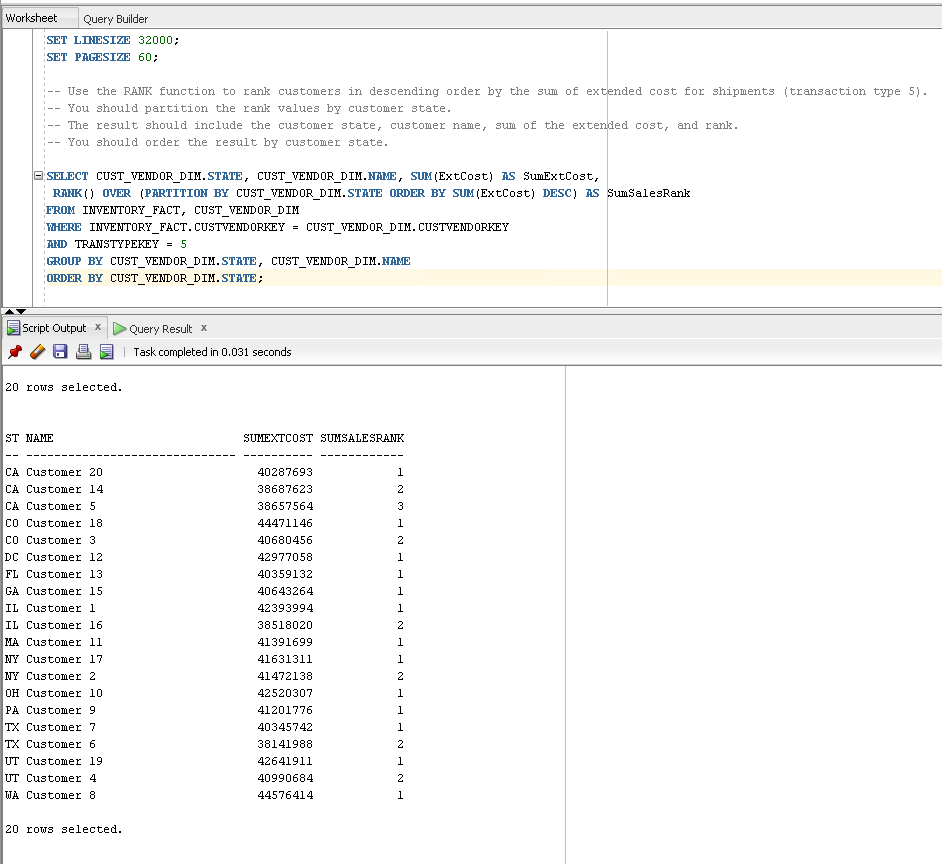 Worksheet Query Builder
SET LINESIZE 32000;
SET PAGESIZE 60;
-- Use the RANK function to rank customers in descending order by the sum of extended cost for shipments (transaction type 5).
-- You should partition the rank values by customer state.
-- The result should include the customer state, customer name, sum of the extended cost, and rank.
-- You should order the result by customer state.
SELECT CUST_VENDOR_DIM.STATE, CUST_VENDOR_DIM.NAME, SUM(ExtCost) AS SumExtCost,
RANK() OVER (PARTITION BY CUST_VENDOR_DIM.STATE ORDER BY SUM(ExtCost) DESC) AS SumSalesRank
FROM INVENTORY_FACT, CUST_VENDOR_DIM
WHERE INVENTORY_FACT.CUSTVENDORKEY = CUST_VENDOR_DIM.CUSTVENDORKEY
AND TRANSTYPEKEY = 5
GROUP BY CUST_VENDOR_DIM.STATE, CUST_VENDOR_DIM.NAME
ORDER BY CUST_VENDOR_DIM.STATE;
Script Output x Query Result x
Task completed in 0.031 seconds
20 rows selected.
ST NAME SUMEXTCOST SUMSALESRANK
-- ------------------------------ ---------- ------------
CA Customer 20 40287693 1
CA Customer 14 38687623 2
CA Customer 5 38657564 3
CO Customer 18 44471146 1
CO Customer 3 40680456 2
DC Customer 12 42977058 1
FL Customer 13 40359132 1
GA Customer 15 40643264 1
IL Customer 1 42393994 1
IL Customer 16 38518020 2
MA Customer 11 41391699 1
NY Customer 17 41631311 1
NY Customer 2 41472138 2
OH Customer 10 42520307 1
PA Customer 9 41201776 1
TX Customer 7 40345742 1
TX Customer 6 38141988 2
UT Customer 19 42641911 1
UT Customer 4 40990684 2
WA Customer 8 44576414 1
20 rows selected.